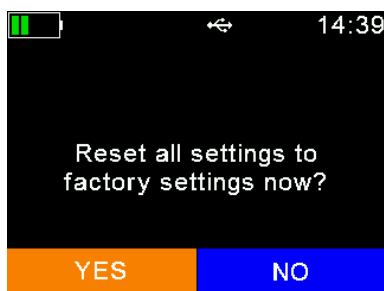 14:39
Reset all settings to
factory settings now?
YES NO